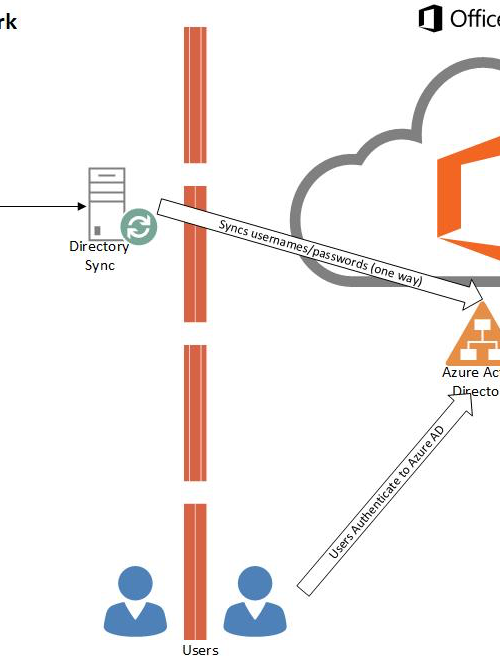 rk
Office
Syncs usernames/passwords (one way)
Directory
Sync
Azure Act
Directo
Users Authenticate to Azure AD
Users